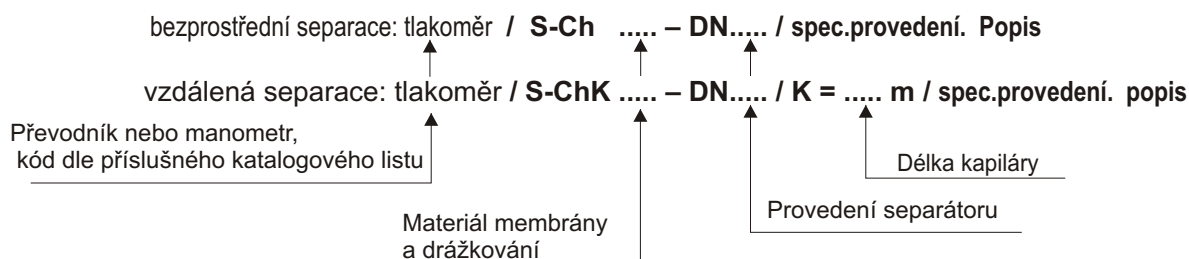 bezprostřední separace: tlakoměr / S-Ch ..... – DN..... / spec.provedení. Popis
vzdálená separace: tlakoměr / S-ChK ..... – DN..... / K = ..... m / spec.provedení. popis
Převodník nebo manometr,
kód dle příslušného katalogového listu
Délka kapiláry
Provedení separátoru
Materiál membrány
a drážkování